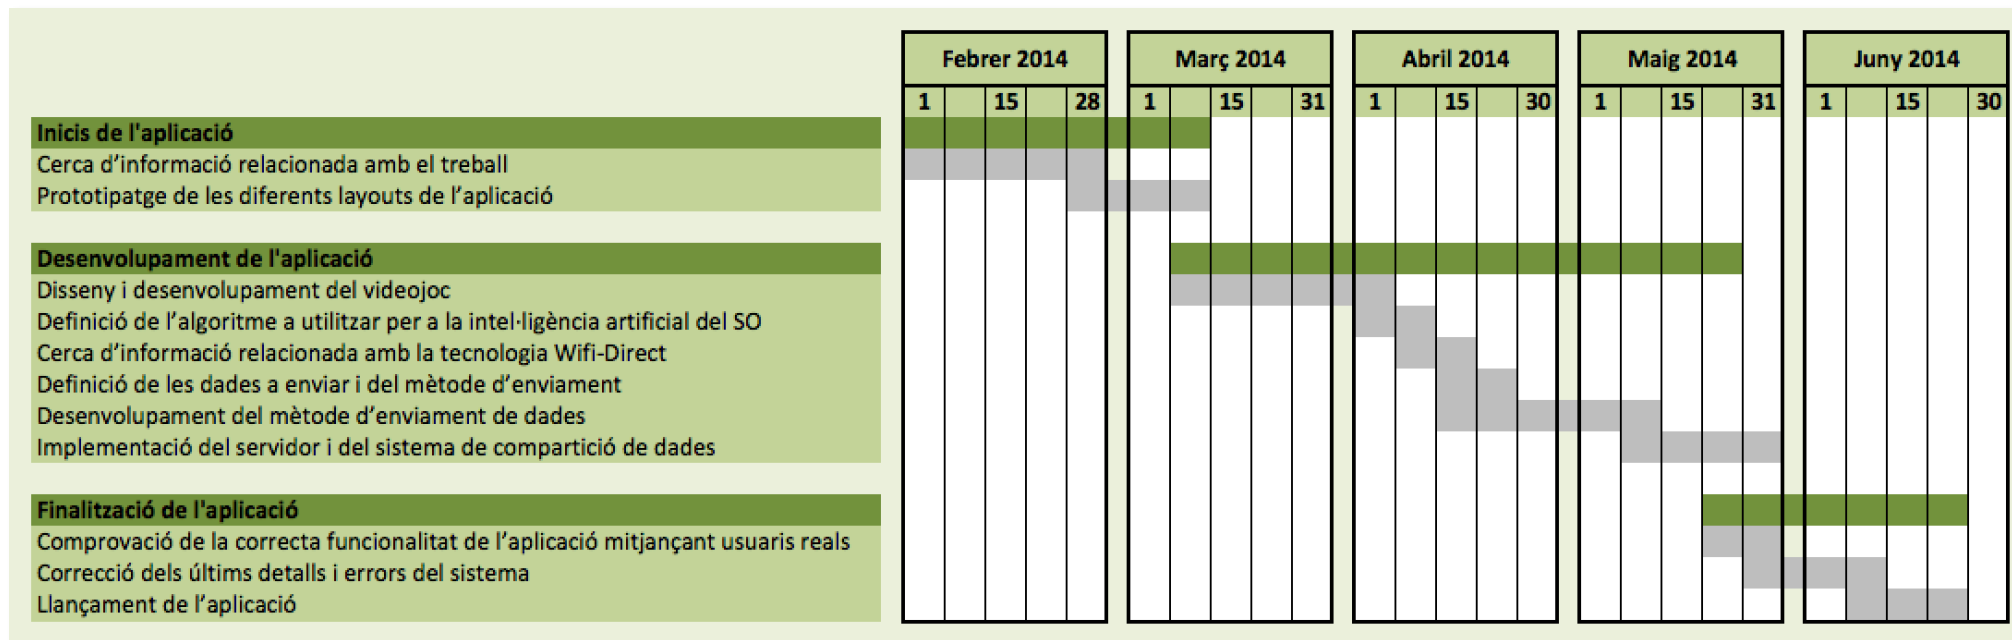 Febrer 2014 Març 2014 Abril 2014 Maig 2014 Juny 2014
1 15 28 1 15 31 1 15 30 1 15 31 1 15 30
Inicis de l'aplicació
Cerca d’informació relacionada amb el treball
Prototipatge de les diferents layouts de l’aplicació
Desenvolupament de l'aplicació
Disseny i desenvolupament del videojoc
Definició de l’algoritme a utilitzar per a la intel·ligència artificial del SO
Cerca d’informació relacionada amb la tecnologia Wifi-Direct
Definició de les dades a enviar i del mètode d’enviament
Desenvolupament del mètode d’enviament de dades
Implementació del servidor i del sistema de compartició de dades
Finalització de l'aplicació
Comprovació de la correcta funcionalitat de l’aplicació mitjançant usuaris reals
Correcció dels últims detalls i errors del sistema
Llançament de l’aplicació